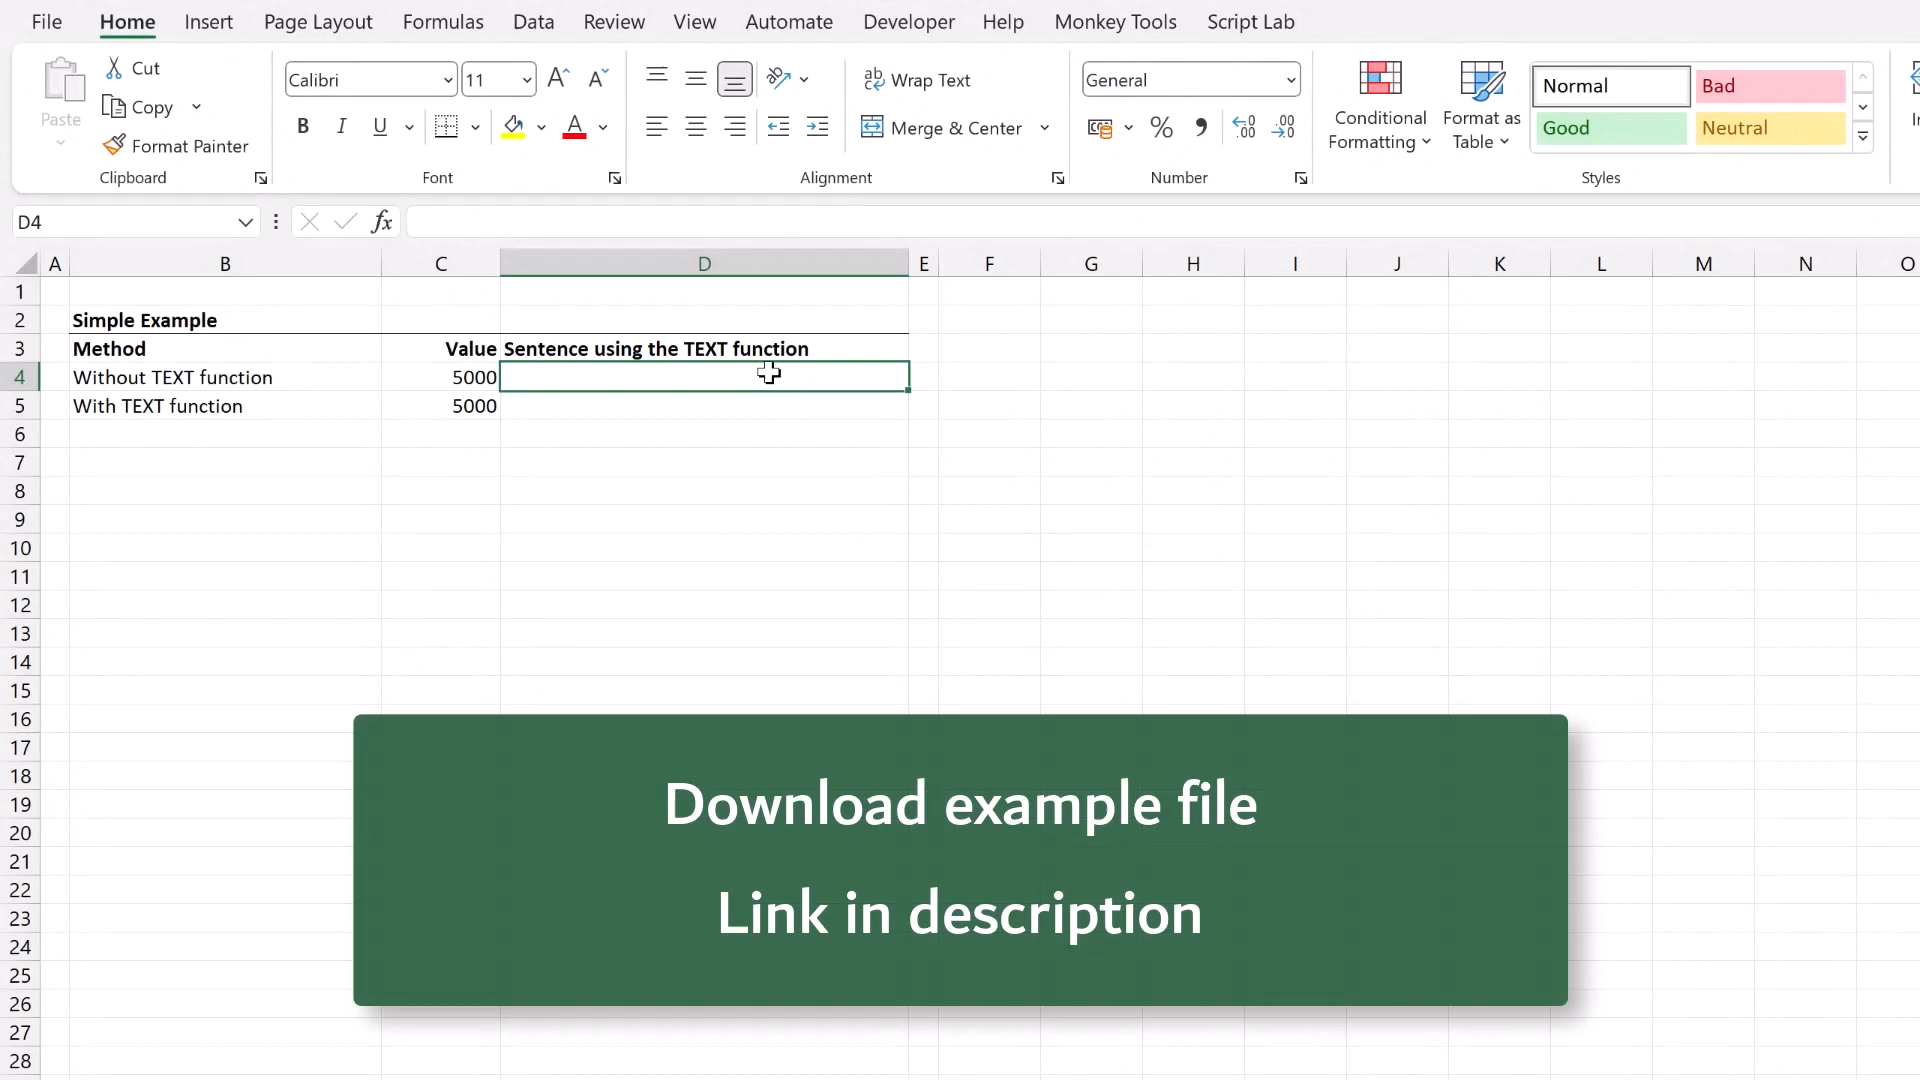 File Home Insert Page Layout Formulas Data Review View Automate Developer Help Monkey Tools Script Lab
Paste
Cut
Copy
Format Painter
Clipboard
Calibri 11
B I U
Font
Wrap Text
Merge & Center
Alignment
General
Number
Conditional Formatting
Format as Table
Normal Bad
Good Neutral
Styles
D4 fx
A B C D E F G H I J K L M N O
1
2 Simple Example
3 Method Value Sentence using the TEXT function
4 Without TEXT function 5000
5 With TEXT function 5000
6
7
8
9
10
11
12
13
14
15
16
17
18
19
20
21
22
23
24
25
26
27
28
Download example file
Link in description